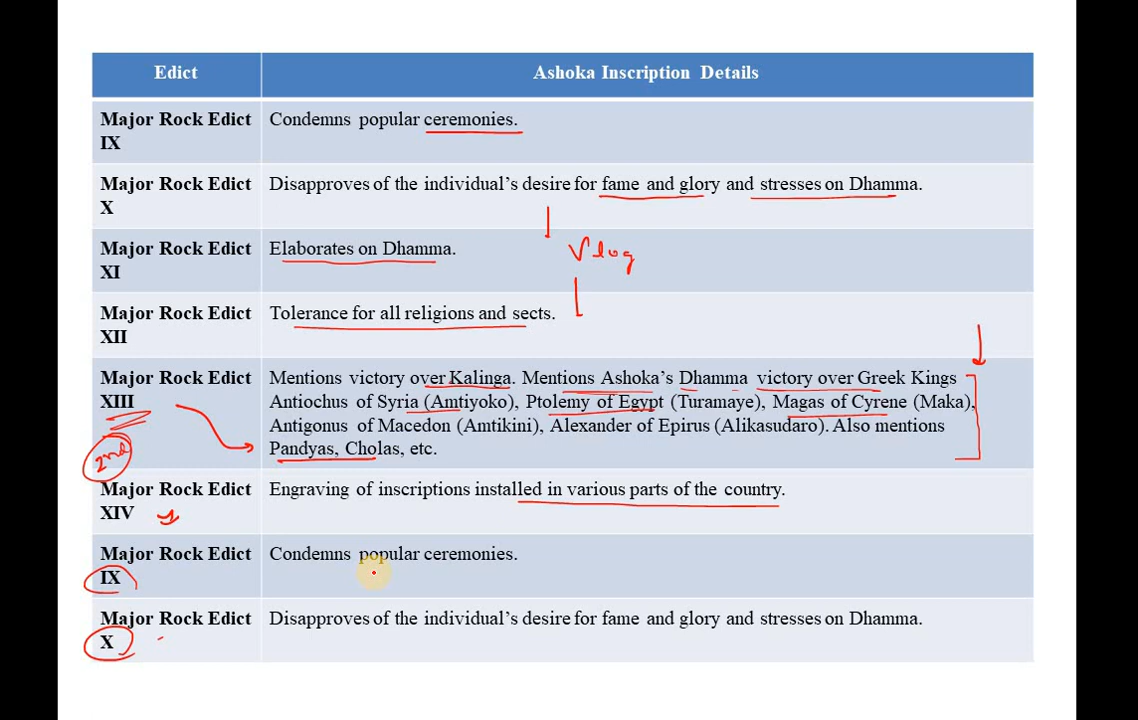 Edict Ashoka Inscription Details
Major Rock Edict Condemns popular ceremonies.
IX
Major Rock Edict Disapproves of the individual's desire for fame and glory and stresses on Dhamma.
X
Major Rock Edict Elaborates on Dhamma. Vlog
XI
Major Rock Edict Tolerance for all religions and sects.
XII
Major Rock Edict Mentions victory over Kalinga. Mentions Ashoka's Dhamma victory over Greek Kings
XIII Antiochus of Syria (Amtiyoko), Ptolemy of Egypt (Turamaye), Magas of Cyrene (Maka),
Antigonus of Macedon (Amtikini), Alexander of Epirus (Alikasudaro). Also mentions
2nd Pandyas, Cholas, etc.
Major Rock Edict Engraving of inscriptions installed in various parts of the country.
XIV
Major Rock Edict Condemns popular ceremonies.
IX
Major Rock Edict Disapproves of the individual's desire for fame and glory and stresses on Dhamma.
X